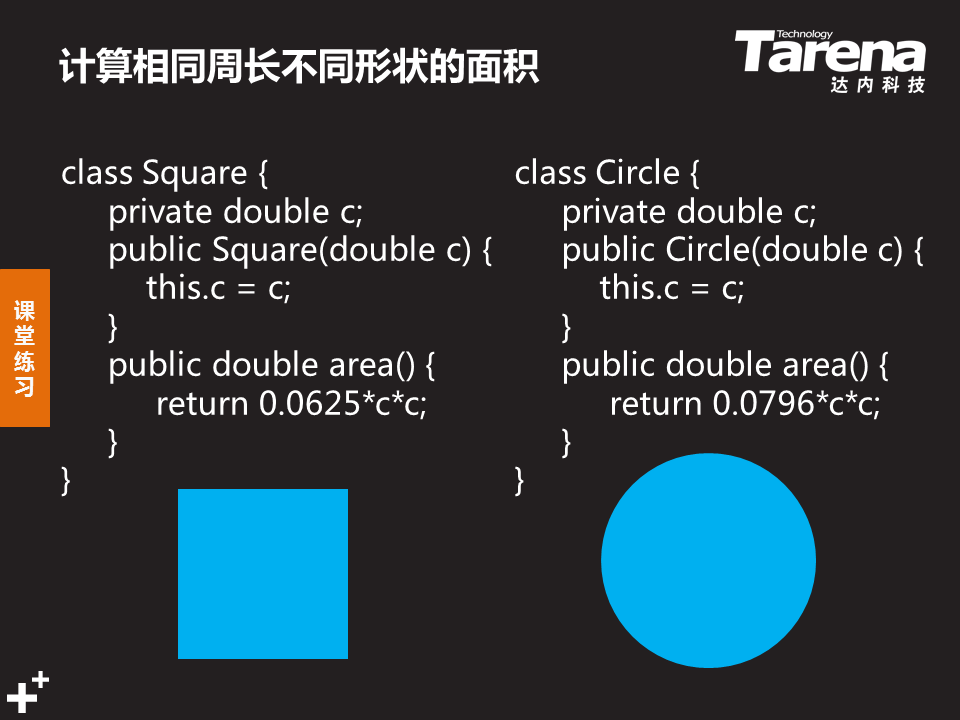 计算相同周长不同形状的面积
Technology
Tarena
达内科技
class Square {
private double c;
public Square(double c) {
this.c = c;
}
public double area() {
return 0.0625*c*c;
}
}
class Circle {
private double c;
public Circle(double c) {
this.c = c;
}
public double area() {
return 0.0796*c*c;
}
}
课
堂
练
习